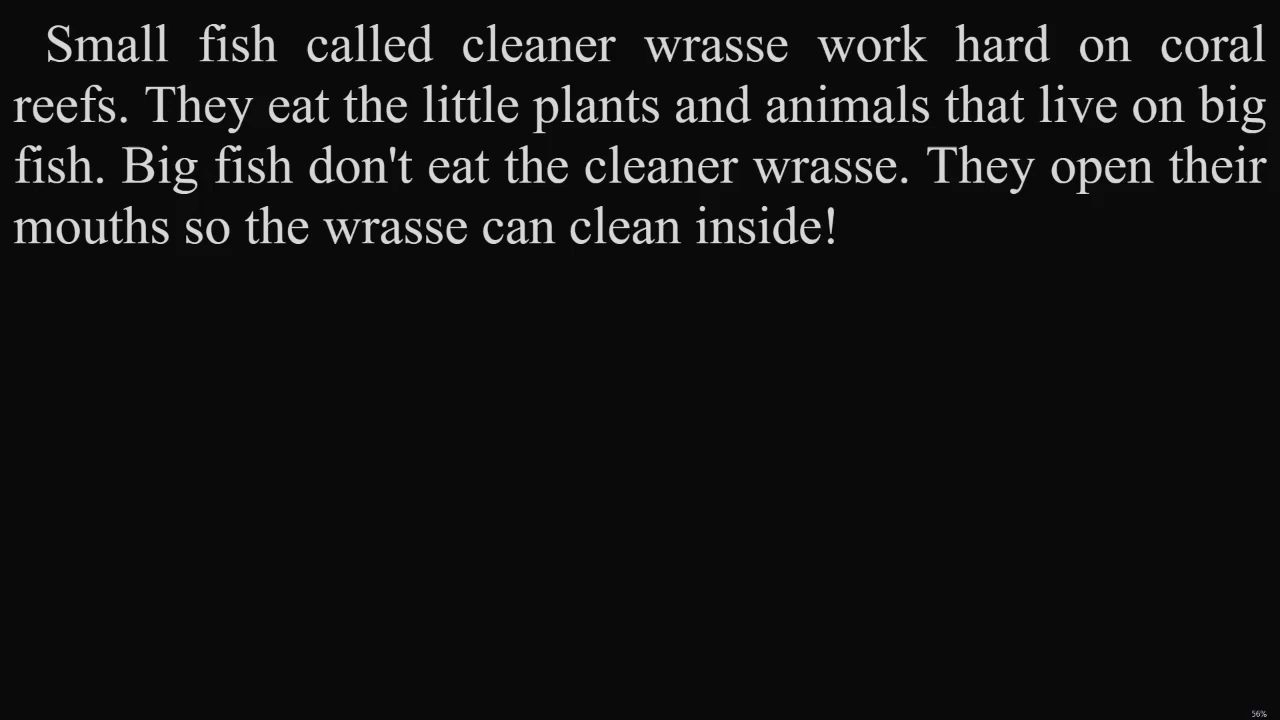 Small fish called cleaner wrasse work hard on coral
reefs. They eat the little plants and animals that live on big
fish. Big fish don't eat the cleaner wrasse. They open their
mouths so the wrasse can clean inside!
56%